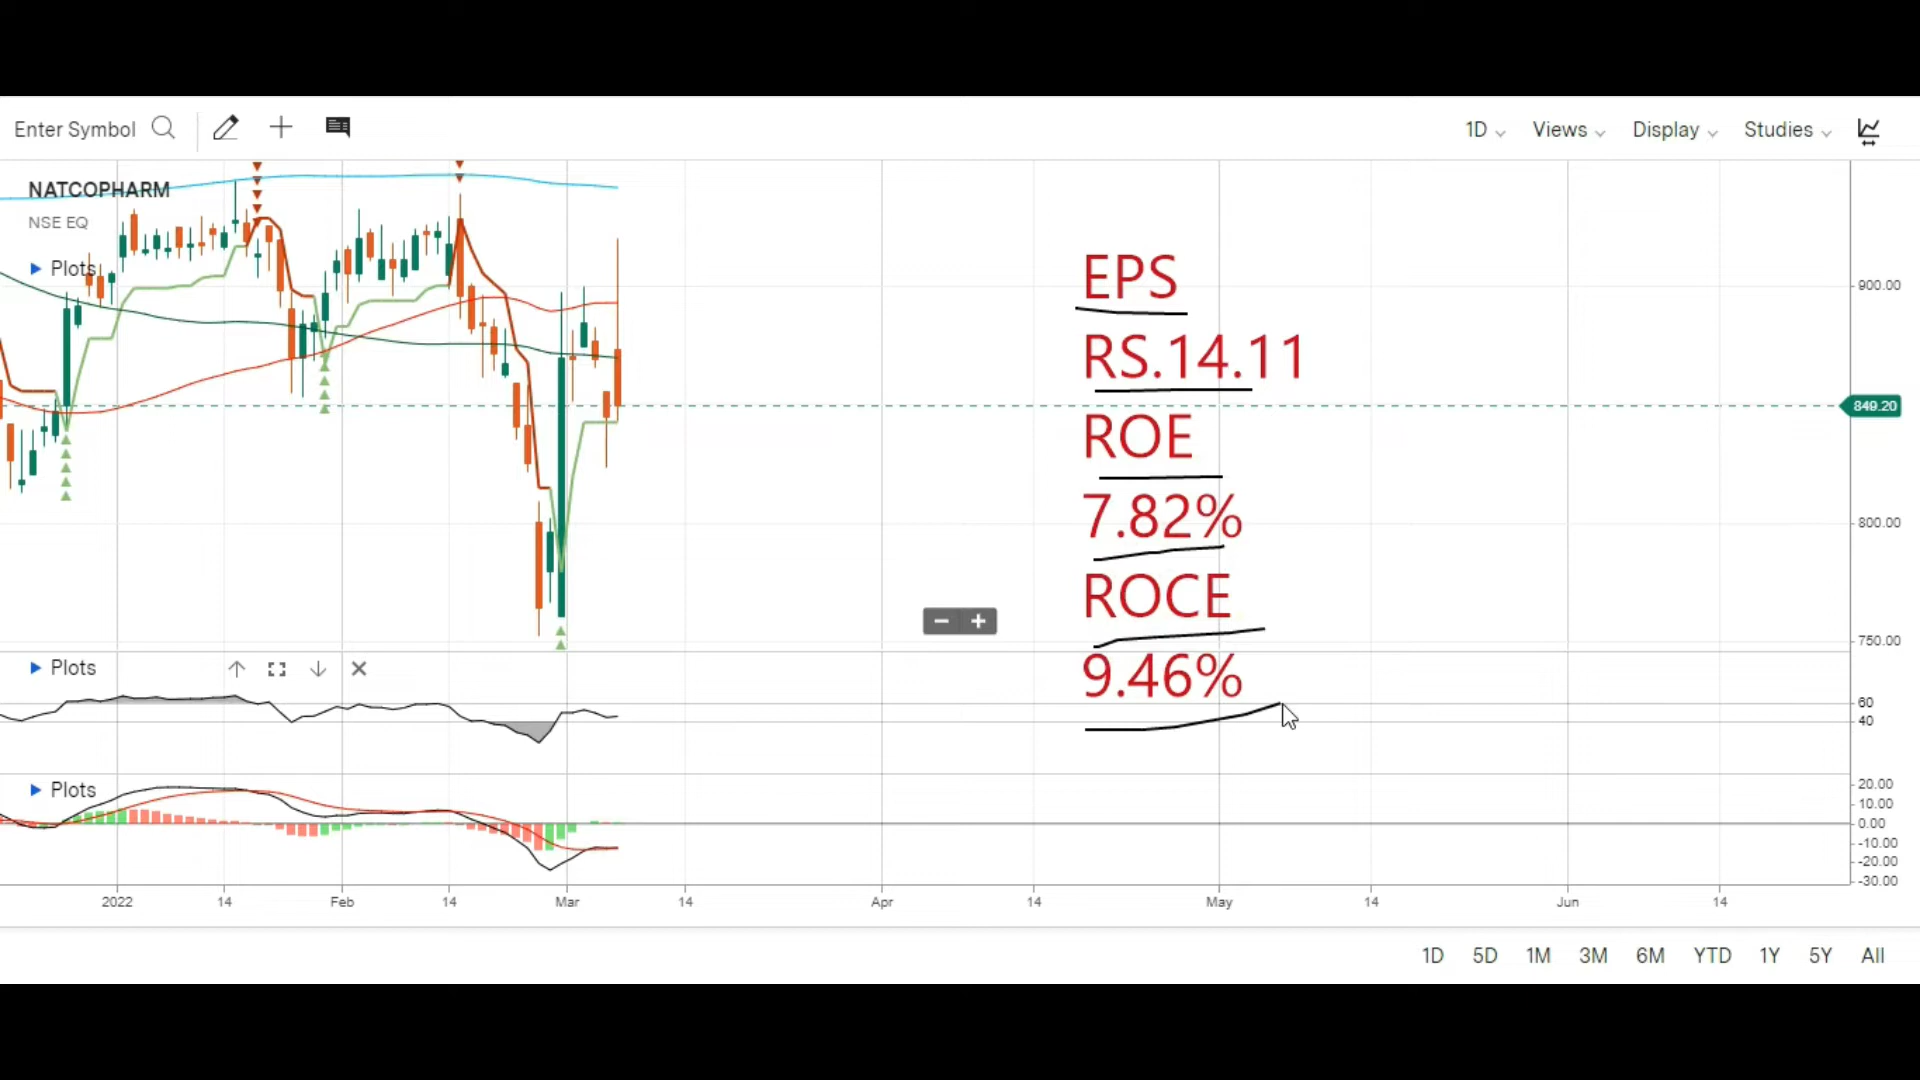 Enter Symbol
1D Views Display Studies
NATCOPHARM
NSE EQ
Plots
EPS
RS.14.11
ROE
7.82%
ROCE
9.46%
900.00
849.20
800.00
750.00
Plots
60
40
Plots
20.00
10.00
0.00
-10.00
-20.00
-30.00
2022 14 Feb 14 Mar 14 Apr 14 May 14 Jun 14
1D 5D 1M 3M 6M YTD 1Y 5Y All